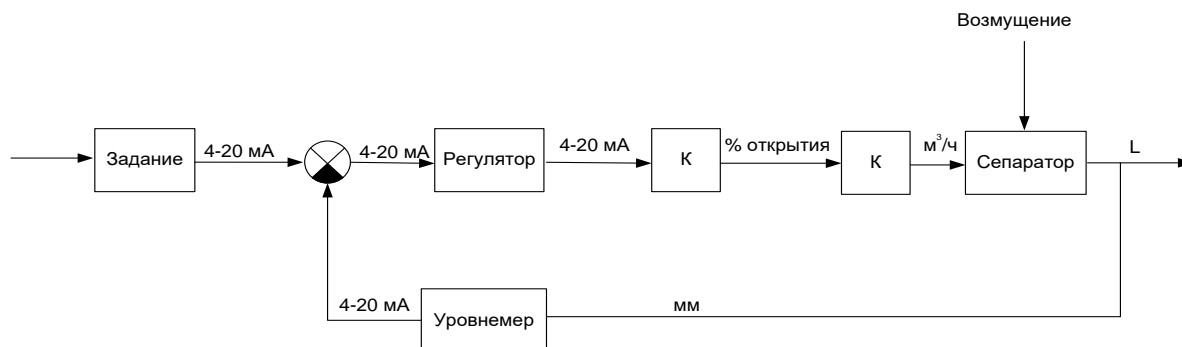 Возмущение
Задание
4-20 мА
4-20 мА
Регулятор
4-20 мА
К
% открытия
К
м³/ч
Сепаратор
L
4-20 мА
Уровнемер
мм